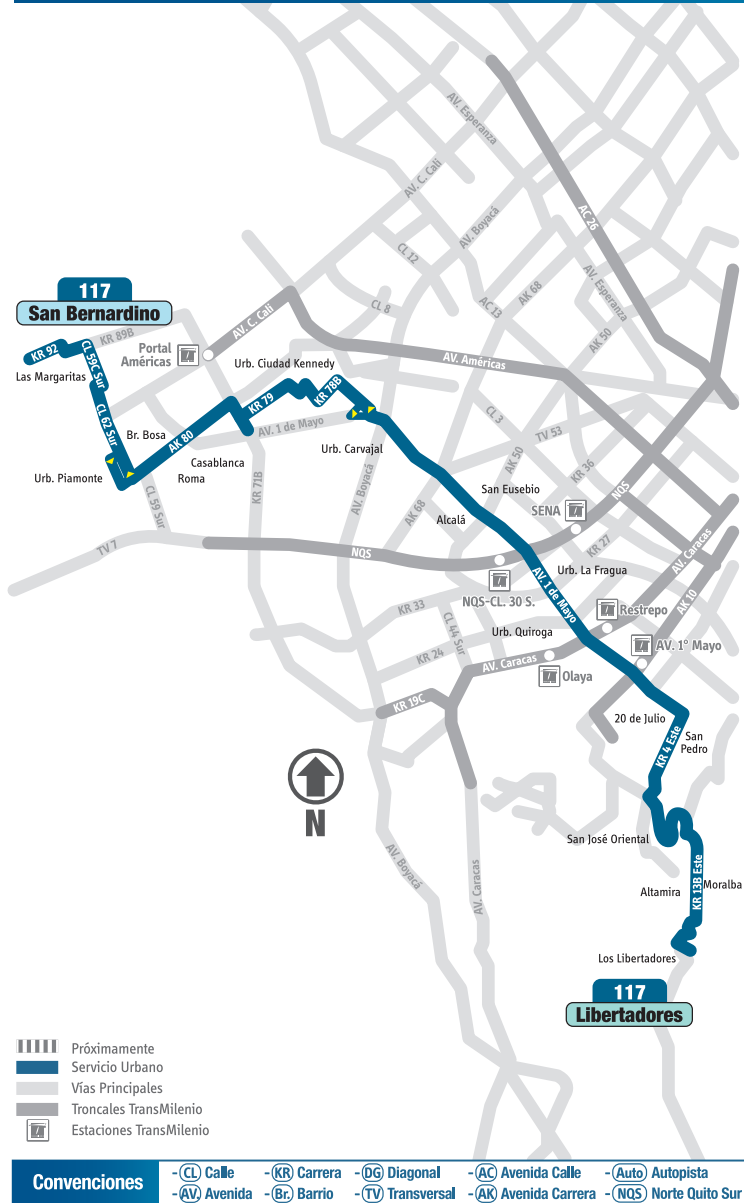 AV. Esperanza
AV. C. Cali
AV. Boyacá
AC 26
CL 12
AV. Esperanza
CL 8
AC 13
AK 68
AK 50
117
San Bernardino
KR 89B
KR 92
CL 59C Sur
Portal
Américas
AV. C. Cali
Las Margaritas
Urb. Ciudad Kennedy
AV. Américas
KR 79
KR 78B
CL 62 Sur
Br. Bosa
AK 80
AV. 1 de Mayo
CL 3
TV 53
Urb. Carvajal
Casablanca
Roma
Urb. Piamonte
CL 59 Sur
KR 71B
AV. Boyacá
AK 68
AK 50
KR 36
San Eusebio
NQS
SENA
Alcalá
TV 7
NQS
KR 27
AV. Caracas
Urb. La Fragua
AV. 1 de Mayo
NQS-CL. 30 S.
AK 10
KR 33
CL 44 Sur
Restrepo
Urb. Quiroga
KR 24
AV. Caracas
AV. 1° Mayo
Olaya
KR 19C
20 de Julio
San
Pedro
KR 4 Este
N
San José Oriental
AV. Boyacá
AV. Caracas
KR 13B Este
Moralba
Altamira
Los Libertadores
117
Libertadores
Próximamente
Servicio Urbano
Vías Principales
Troncales TransMilenio
Estaciones TransMilenio
Convenciones
- CL Calle - KR Carrera - DG Diagonal - AC Avenida Calle - Auto Autopista
- AV. Avenida - Br. Barrio - TV Transversal - AK Avenida Carrera - NQS Norte Quito Sur